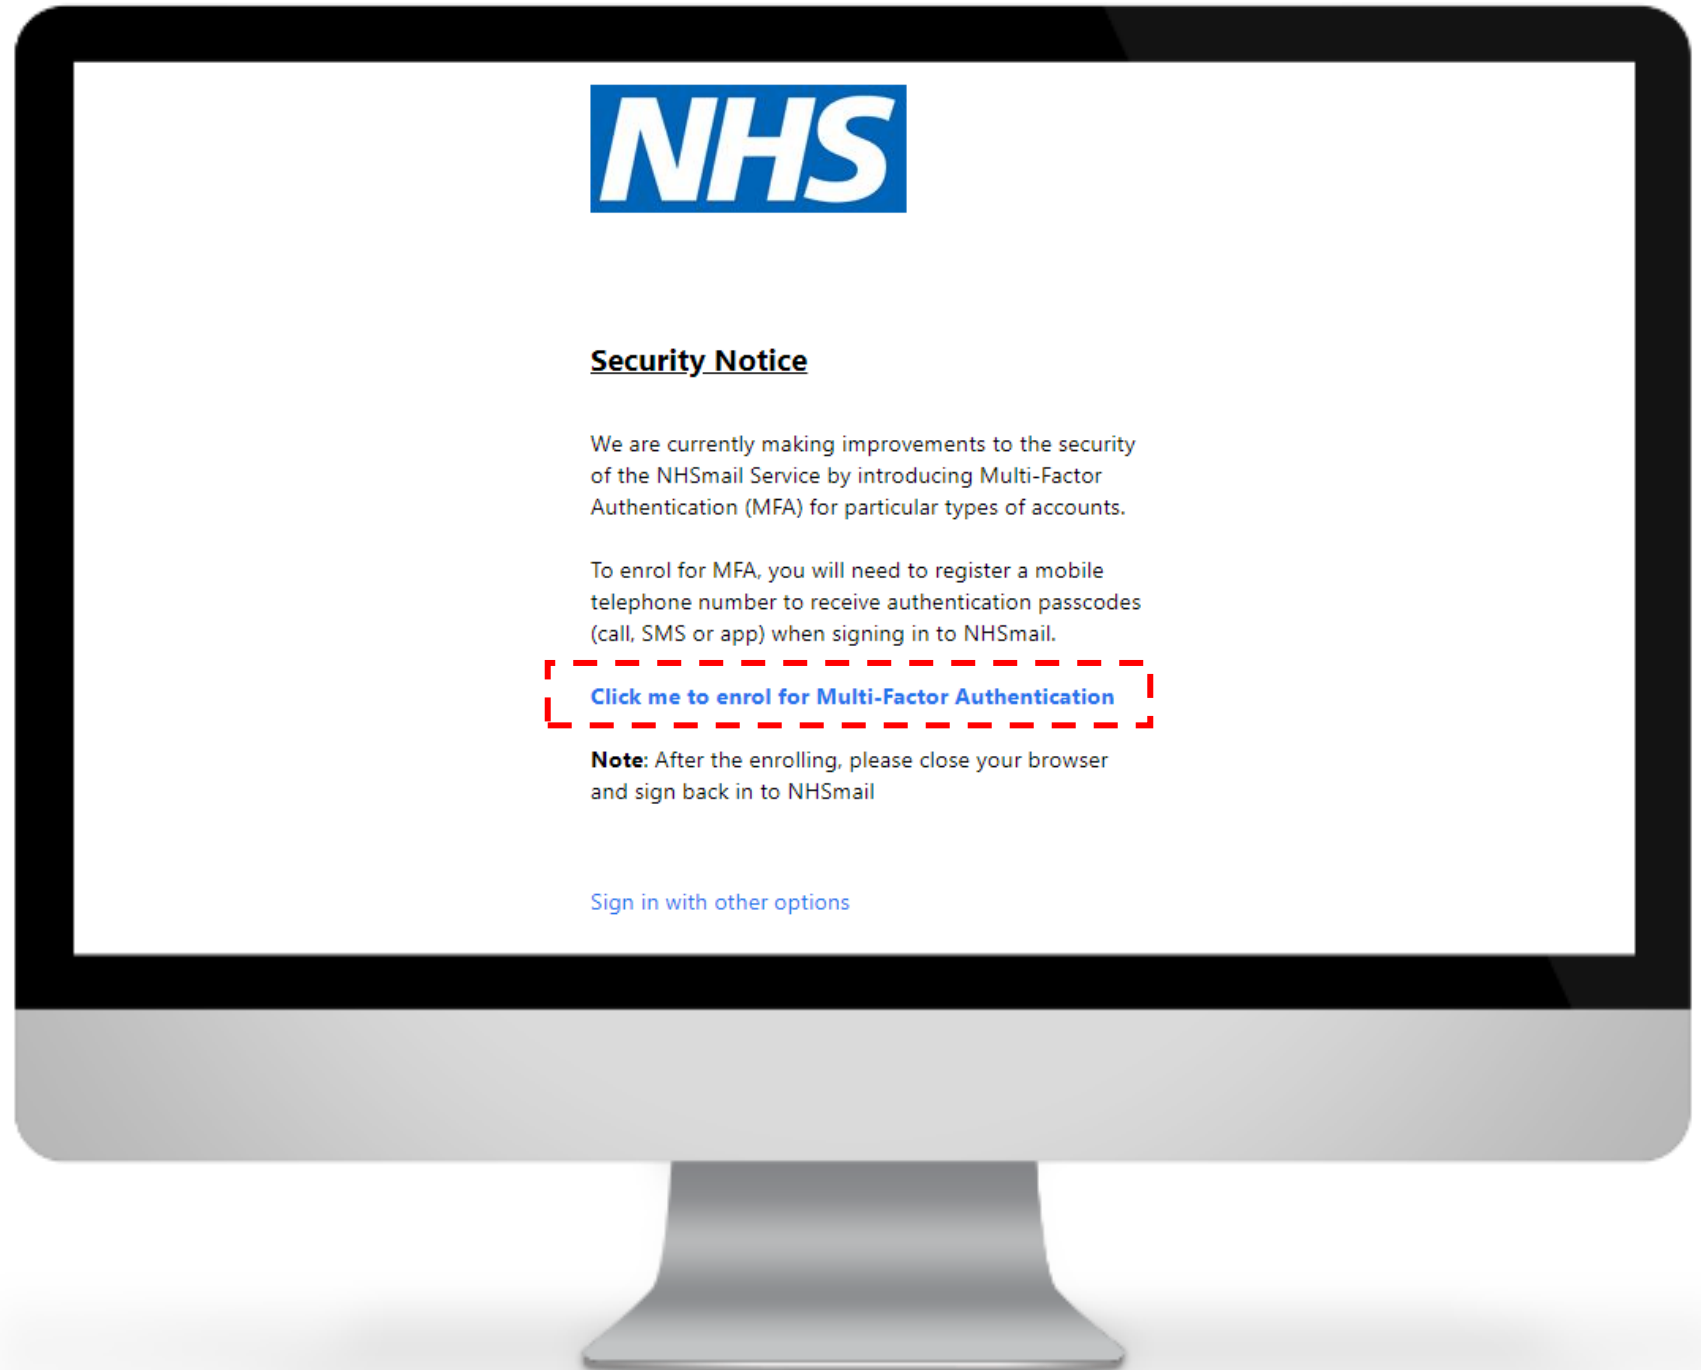 NHS
Security Notice
We are currently making improvements to the security
of the NHSmail Service by introducing Multi-Factor
Authentication (MFA) for particular types of accounts.
To enrol for MFA, you will need to register a mobile
telephone number to receive authentication passcodes
(call, SMS or app) when signing in to NHSmail.
Click me to enrol for Multi-Factor Authentication
Note: After the enrolling, please close your browser
and sign back in to NHSmail
Sign in with other options